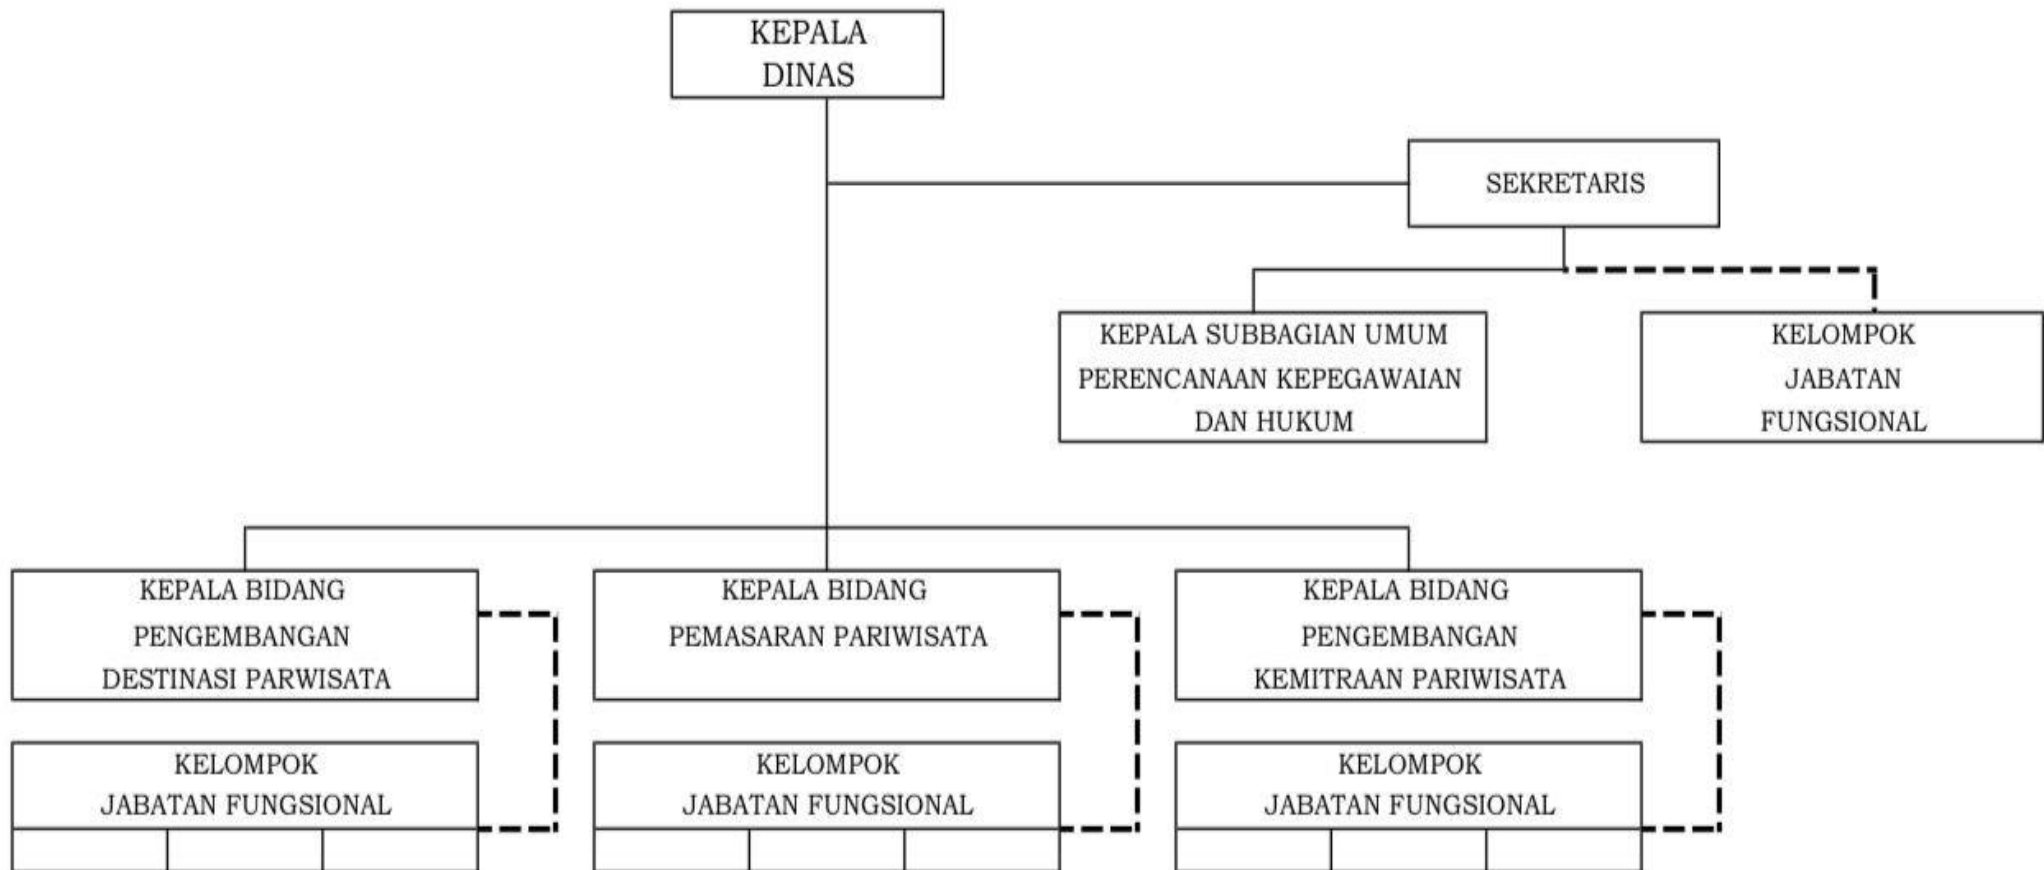 KEPALA
DINAS
SEKRETARIS
KEPALA SUBBAGIAN UMUM
PERENCANAAN KEPEGAWAIAN
DAN HUKUM
KELOMPOK
JABATAN
FUNGSIONAL
KEPALA BIDANG
PENGEMBANGAN
DESTINASI PARWISATA
KEPALA BIDANG
PEMASARAN PARIWISATA
KEPALA BIDANG
PENGEMBANGAN
KEMITRAAN PARIWISATA
KELOMPOK
JABATAN FUNGSIONAL
KELOMPOK
JABATAN FUNGSIONAL
KELOMPOK
JABATAN FUNGSIONAL